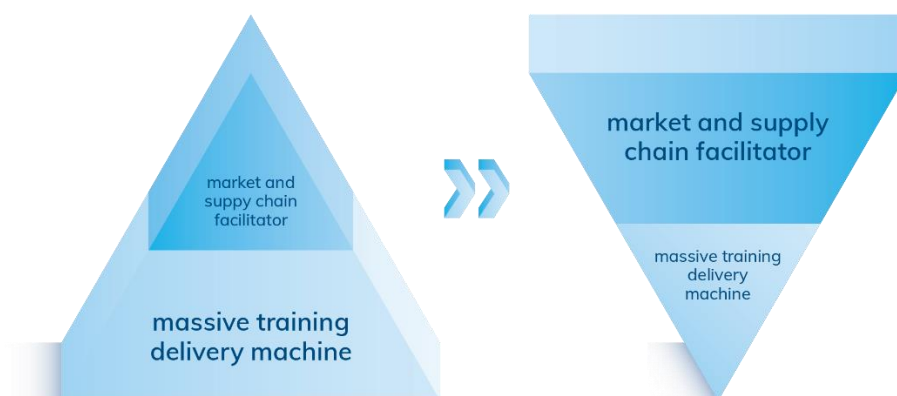 market and
suppy chain
facilitator
massive training
delivery machine
market and supply
chain facilitator
massive training
delivery
machine